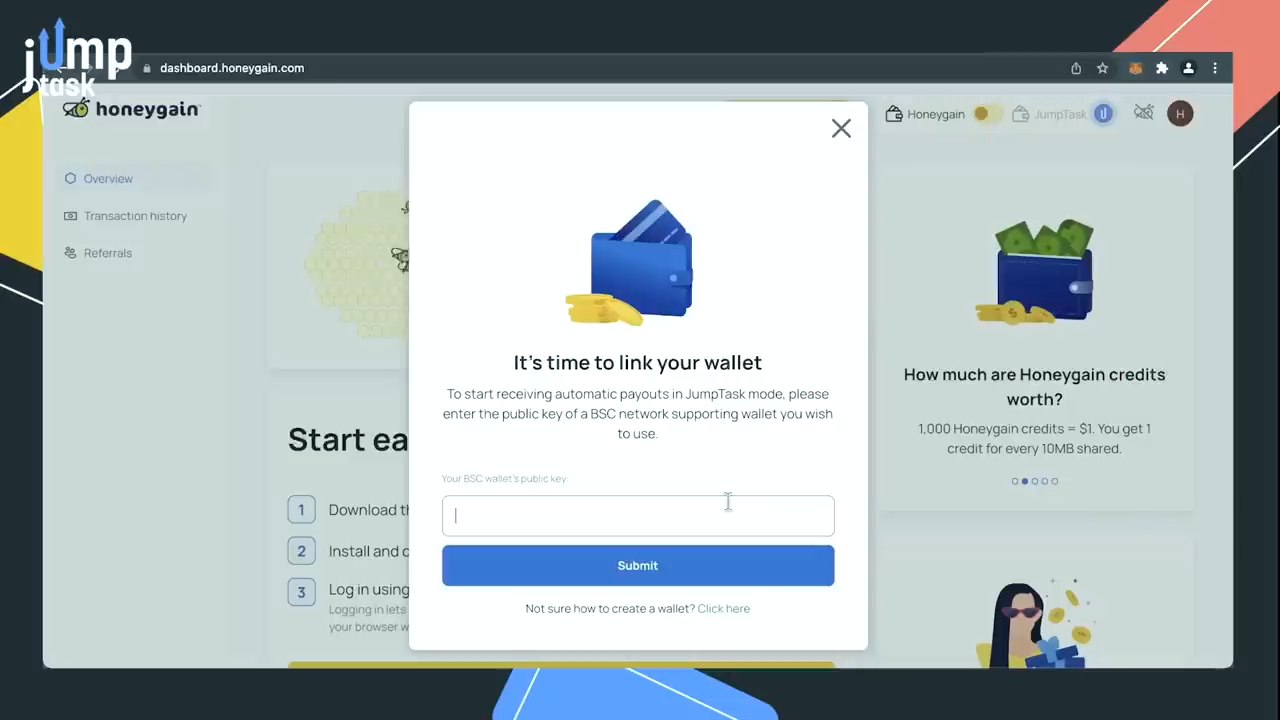 jUmp
task
dashboard.honeygain.com
honeygain
Honeygain
JumpTask
H
Overview
Transaction history
Referrals
It's time to link your wallet
To start receiving automatic payouts in JumpTask mode, please
enter the public key of a BSC network supporting wallet you wish
to use.
Your BSC wallet's public key:
Submit
Not sure how to create a wallet? Click here
Start ea
1 Download th
2 Install and c
3 Log in using
Logging in lets
your browser w
How much are Honeygain credits
worth?
1,000 Honeygain credits = $1. You get 1
credit for every 10MB shared.